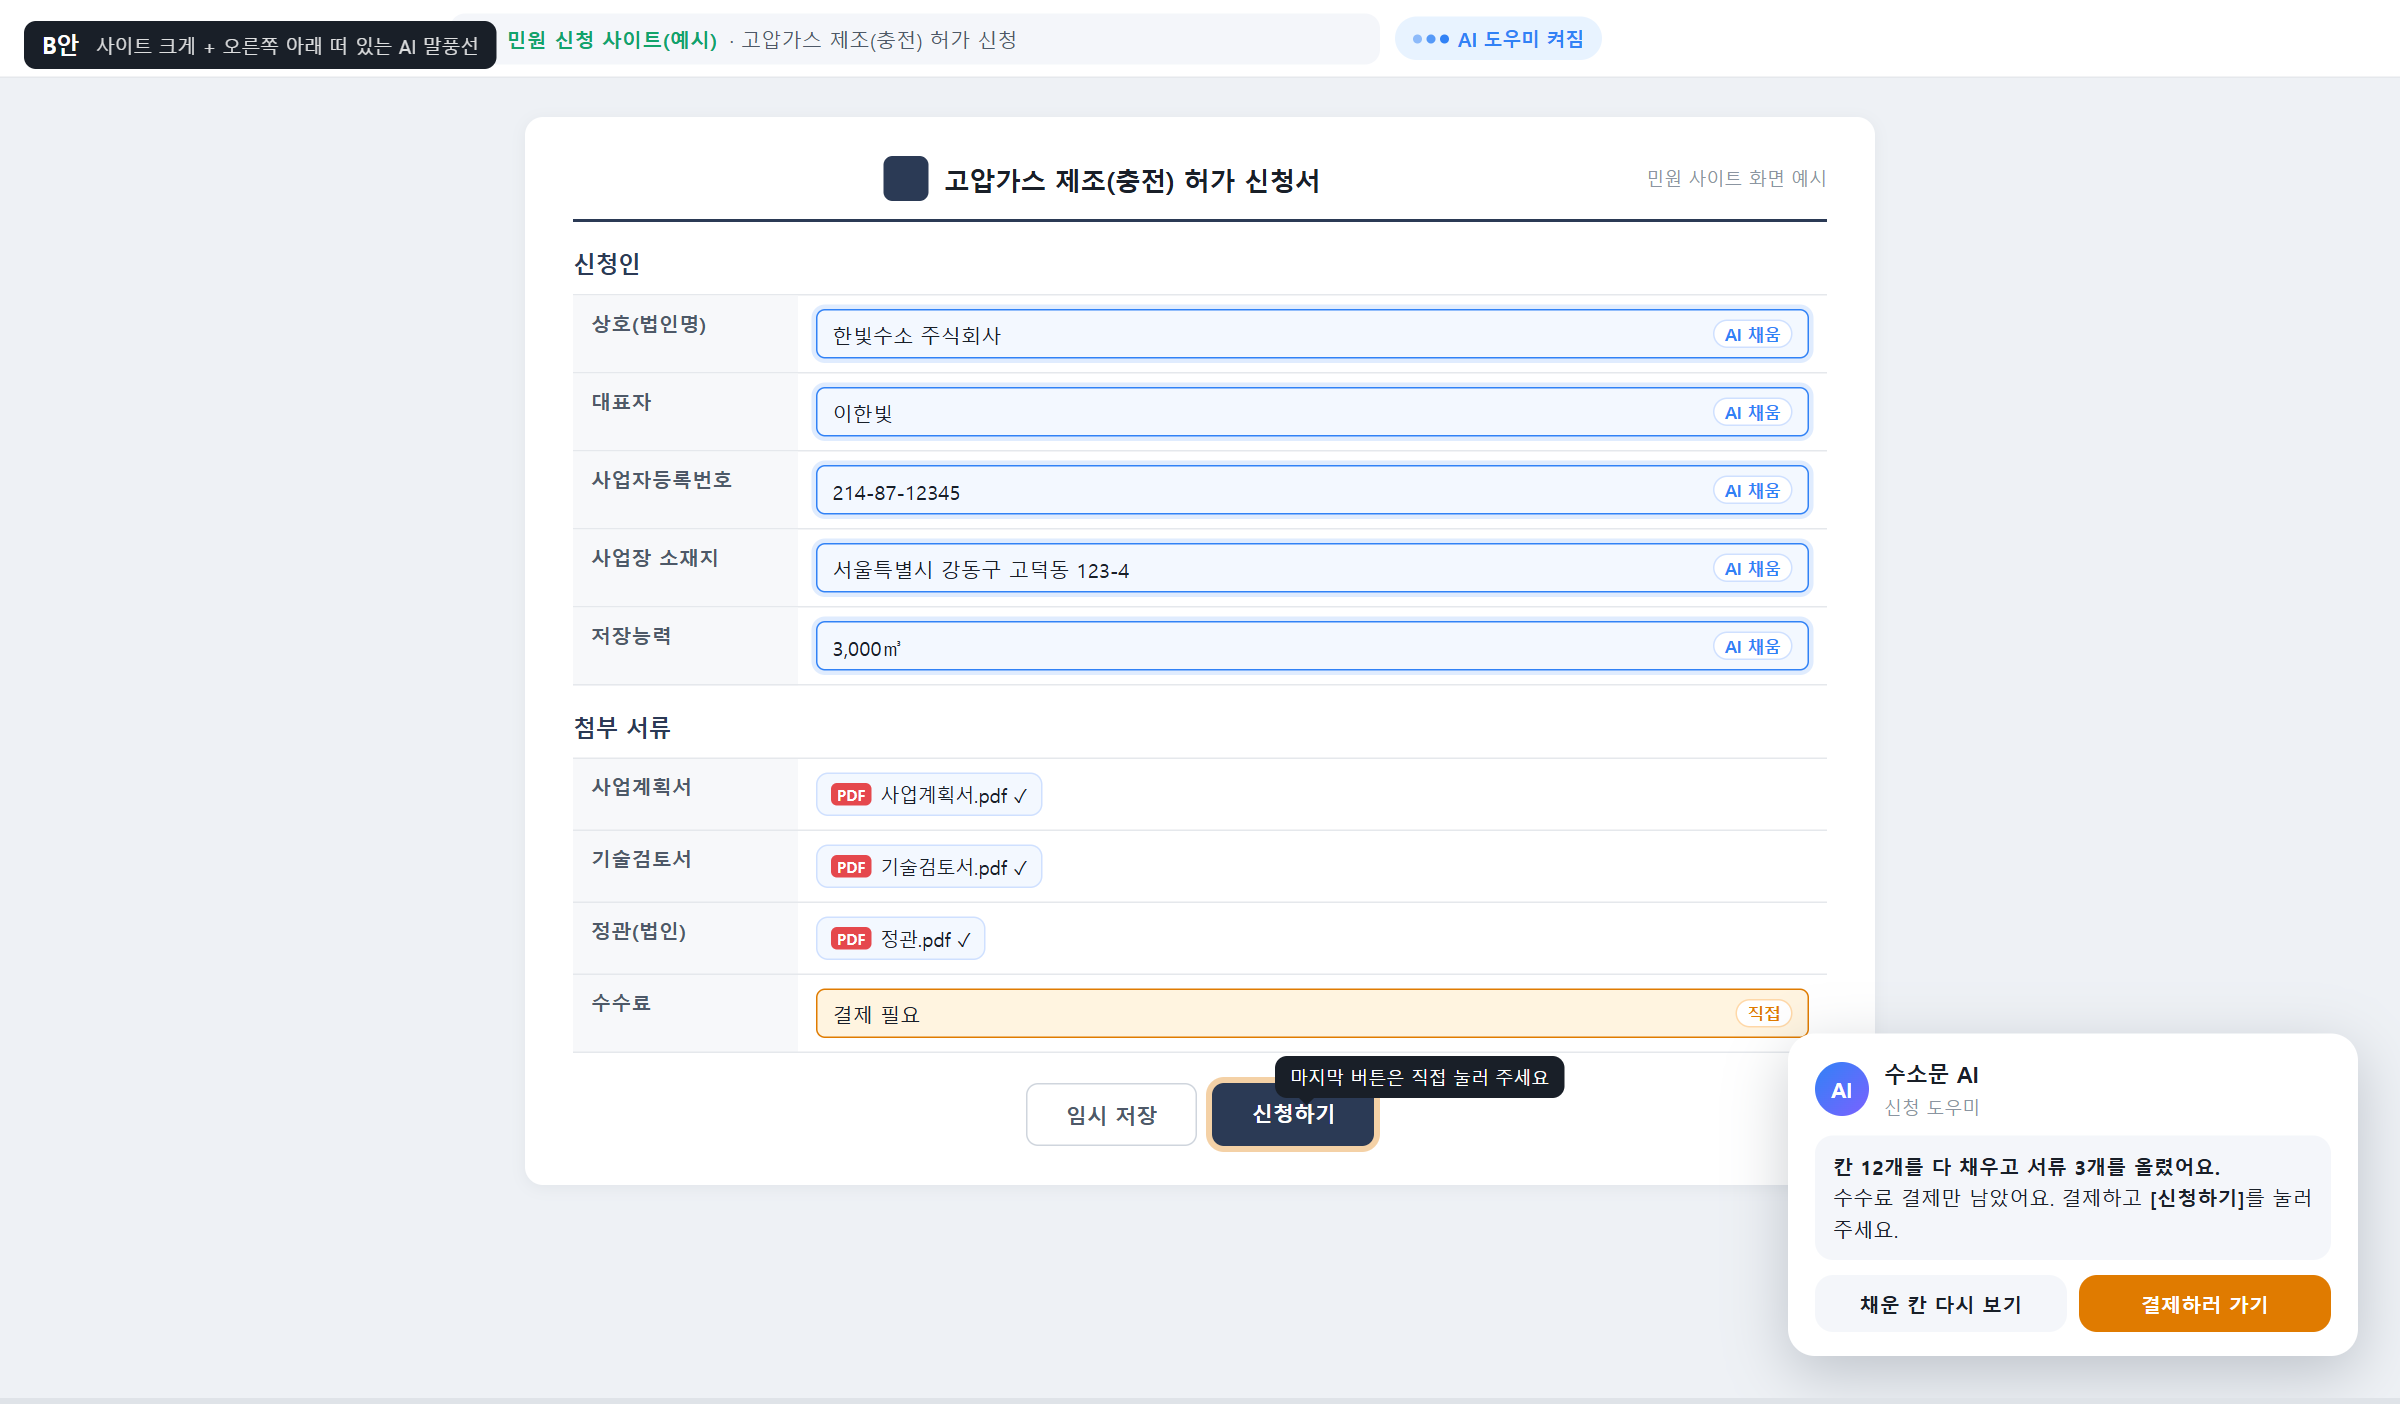 B안 사이트 크게 + 오른쪽 아래 떠 있는 AI 말풍선
민원 신청 사이트(예시) · 고압가스 제조(충전) 허가 신청
AI 도우미 켜짐
고압가스 제조(충전) 허가 신청서
민원 사이트 화면 예시
신청인
상호(법인명) 한빛수소 주식회사 AI 채움
대표자 이한빛 AI 채움
사업자등록번호 214-87-12345 AI 채움
사업장 소재지 서울특별시 강동구 고덕동 123-4 AI 채움
저장능력 3,000㎥ AI 채움
첨부 서류
사업계획서 PDF 사업계획서.pdf ✓
기술검토서 PDF 기술검토서.pdf ✓
정관(법인) PDF 정관.pdf ✓
수수료 결제 필요 직접
마지막 버튼은 직접 눌러 주세요
임시 저장 신청하기
AI 수소문 AI
신청 도우미
칸 12개를 다 채우고 서류 3개를 올렸어요.
수수료 결제만 남았어요. 결제하고 [신청하기]를 눌러
주세요.
채운 칸 다시 보기 결제하러 가기